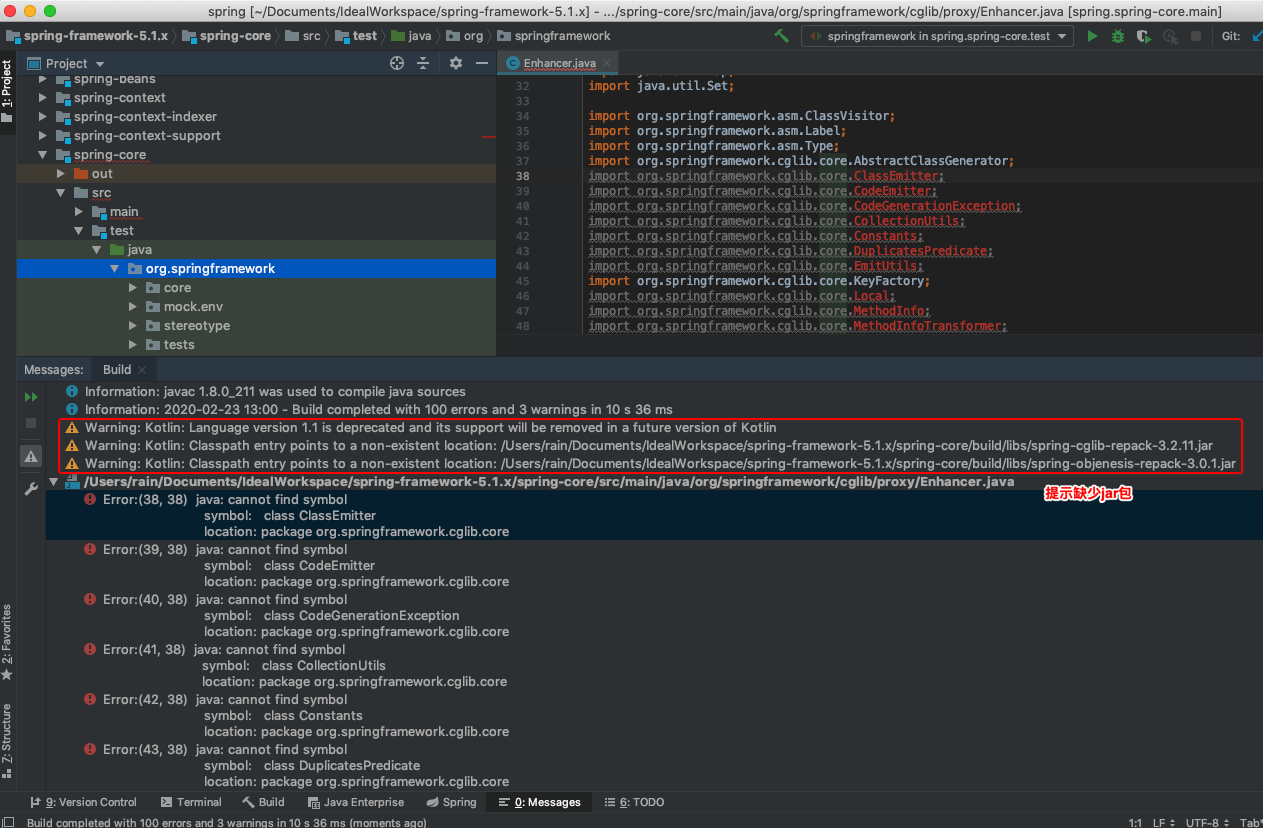 spring [~/Documents/IdealWorkspace/spring-framework-5.1.x] - .../spring-core/src/main/java/org/springframework/cglib/proxy/Enhancer.java [spring.spring-core.main]
spring-framework-5.1.x spring-core src test java org springframework springframework in spring.spring-core.test Git:
1: Project
Project
Enhancer.java
spring-beans
spring-context
spring-context-indexer
spring-context-support
spring-core
out
src
main
test
java
org.springframework
core
mock.env
stereotype
tests
32 import java.util.Set;
33
34 import org.springframework.asm.ClassVisitor;
35 import org.springframework.asm.Label;
36 import org.springframework.asm.Type;
37 import org.springframework.cglib.core.AbstractClassGenerator;
38 import org.springframework.cglib.core.ClassEmitter;
39 import org.springframework.cglib.core.CodeEmitter;
40 import org.springframework.cglib.core.CodeGenerationException;
41 import org.springframework.cglib.core.CollectionUtils;
42 import org.springframework.cglib.core.Constants;
43 import org.springframework.cglib.core.DuplicatesPredicate;
44 import org.springframework.cglib.core.EmitUtils;
45 import org.springframework.cglib.core.KeyFactory;
46 import org.springframework.cglib.core.Local;
47 import org.springframework.cglib.core.MethodInfo;
48 import org.springframework.cglib.core.MethodInfoTransformer;
Messages: Build
Information: javac 1.8.0_211 was used to compile java sources
Information: 2020-02-23 13:00 - Build completed with 100 errors and 3 warnings in 10 s 36 ms
Warning: Kotlin: Language version 1.1 is deprecated and its support will be removed in a future version of Kotlin
Warning: Kotlin: Classpath entry points to a non-existent location: /Users/rain/Documents/IdealWorkspace/spring-framework-5.1.x/spring-core/build/libs/spring-cglib-repack-3.2.11.jar
Warning: Kotlin: Classpath entry points to a non-existent location: /Users/rain/Documents/IdealWorkspace/spring-framework-5.1.x/spring-core/build/libs/spring-objenesis-repack-3.0.1.jar
/Users/rain/Documents/IdealWorkspace/spring-framework-5.1.x/spring-core/src/main/java/org/springframework/cglib/proxy/Enhancer.java
提示缺少jar包
Error:(38, 38) java: cannot find symbol
symbol: class ClassEmitter
location: package org.springframework.cglib.core
Error:(39, 38) java: cannot find symbol
symbol: class CodeEmitter
location: package org.springframework.cglib.core
Error:(40, 38) java: cannot find symbol
symbol: class CodeGenerationException
location: package org.springframework.cglib.core
Error:(41, 38) java: cannot find symbol
symbol: class CollectionUtils
location: package org.springframework.cglib.core
Error:(42, 38) java: cannot find symbol
symbol: class Constants
location: package org.springframework.cglib.core
Error:(43, 38) java: cannot find symbol
symbol: class DuplicatesPredicate
location: package org.springframework.cglib.core
2: Favorites
Z: Structure
9: Version Control Terminal Build Java Enterprise Spring 0: Messages 6: TODO
Build completed with 100 errors and 3 warnings in 10 s 36 ms (moments ago) 1:1 LF UTF-8 Tab*